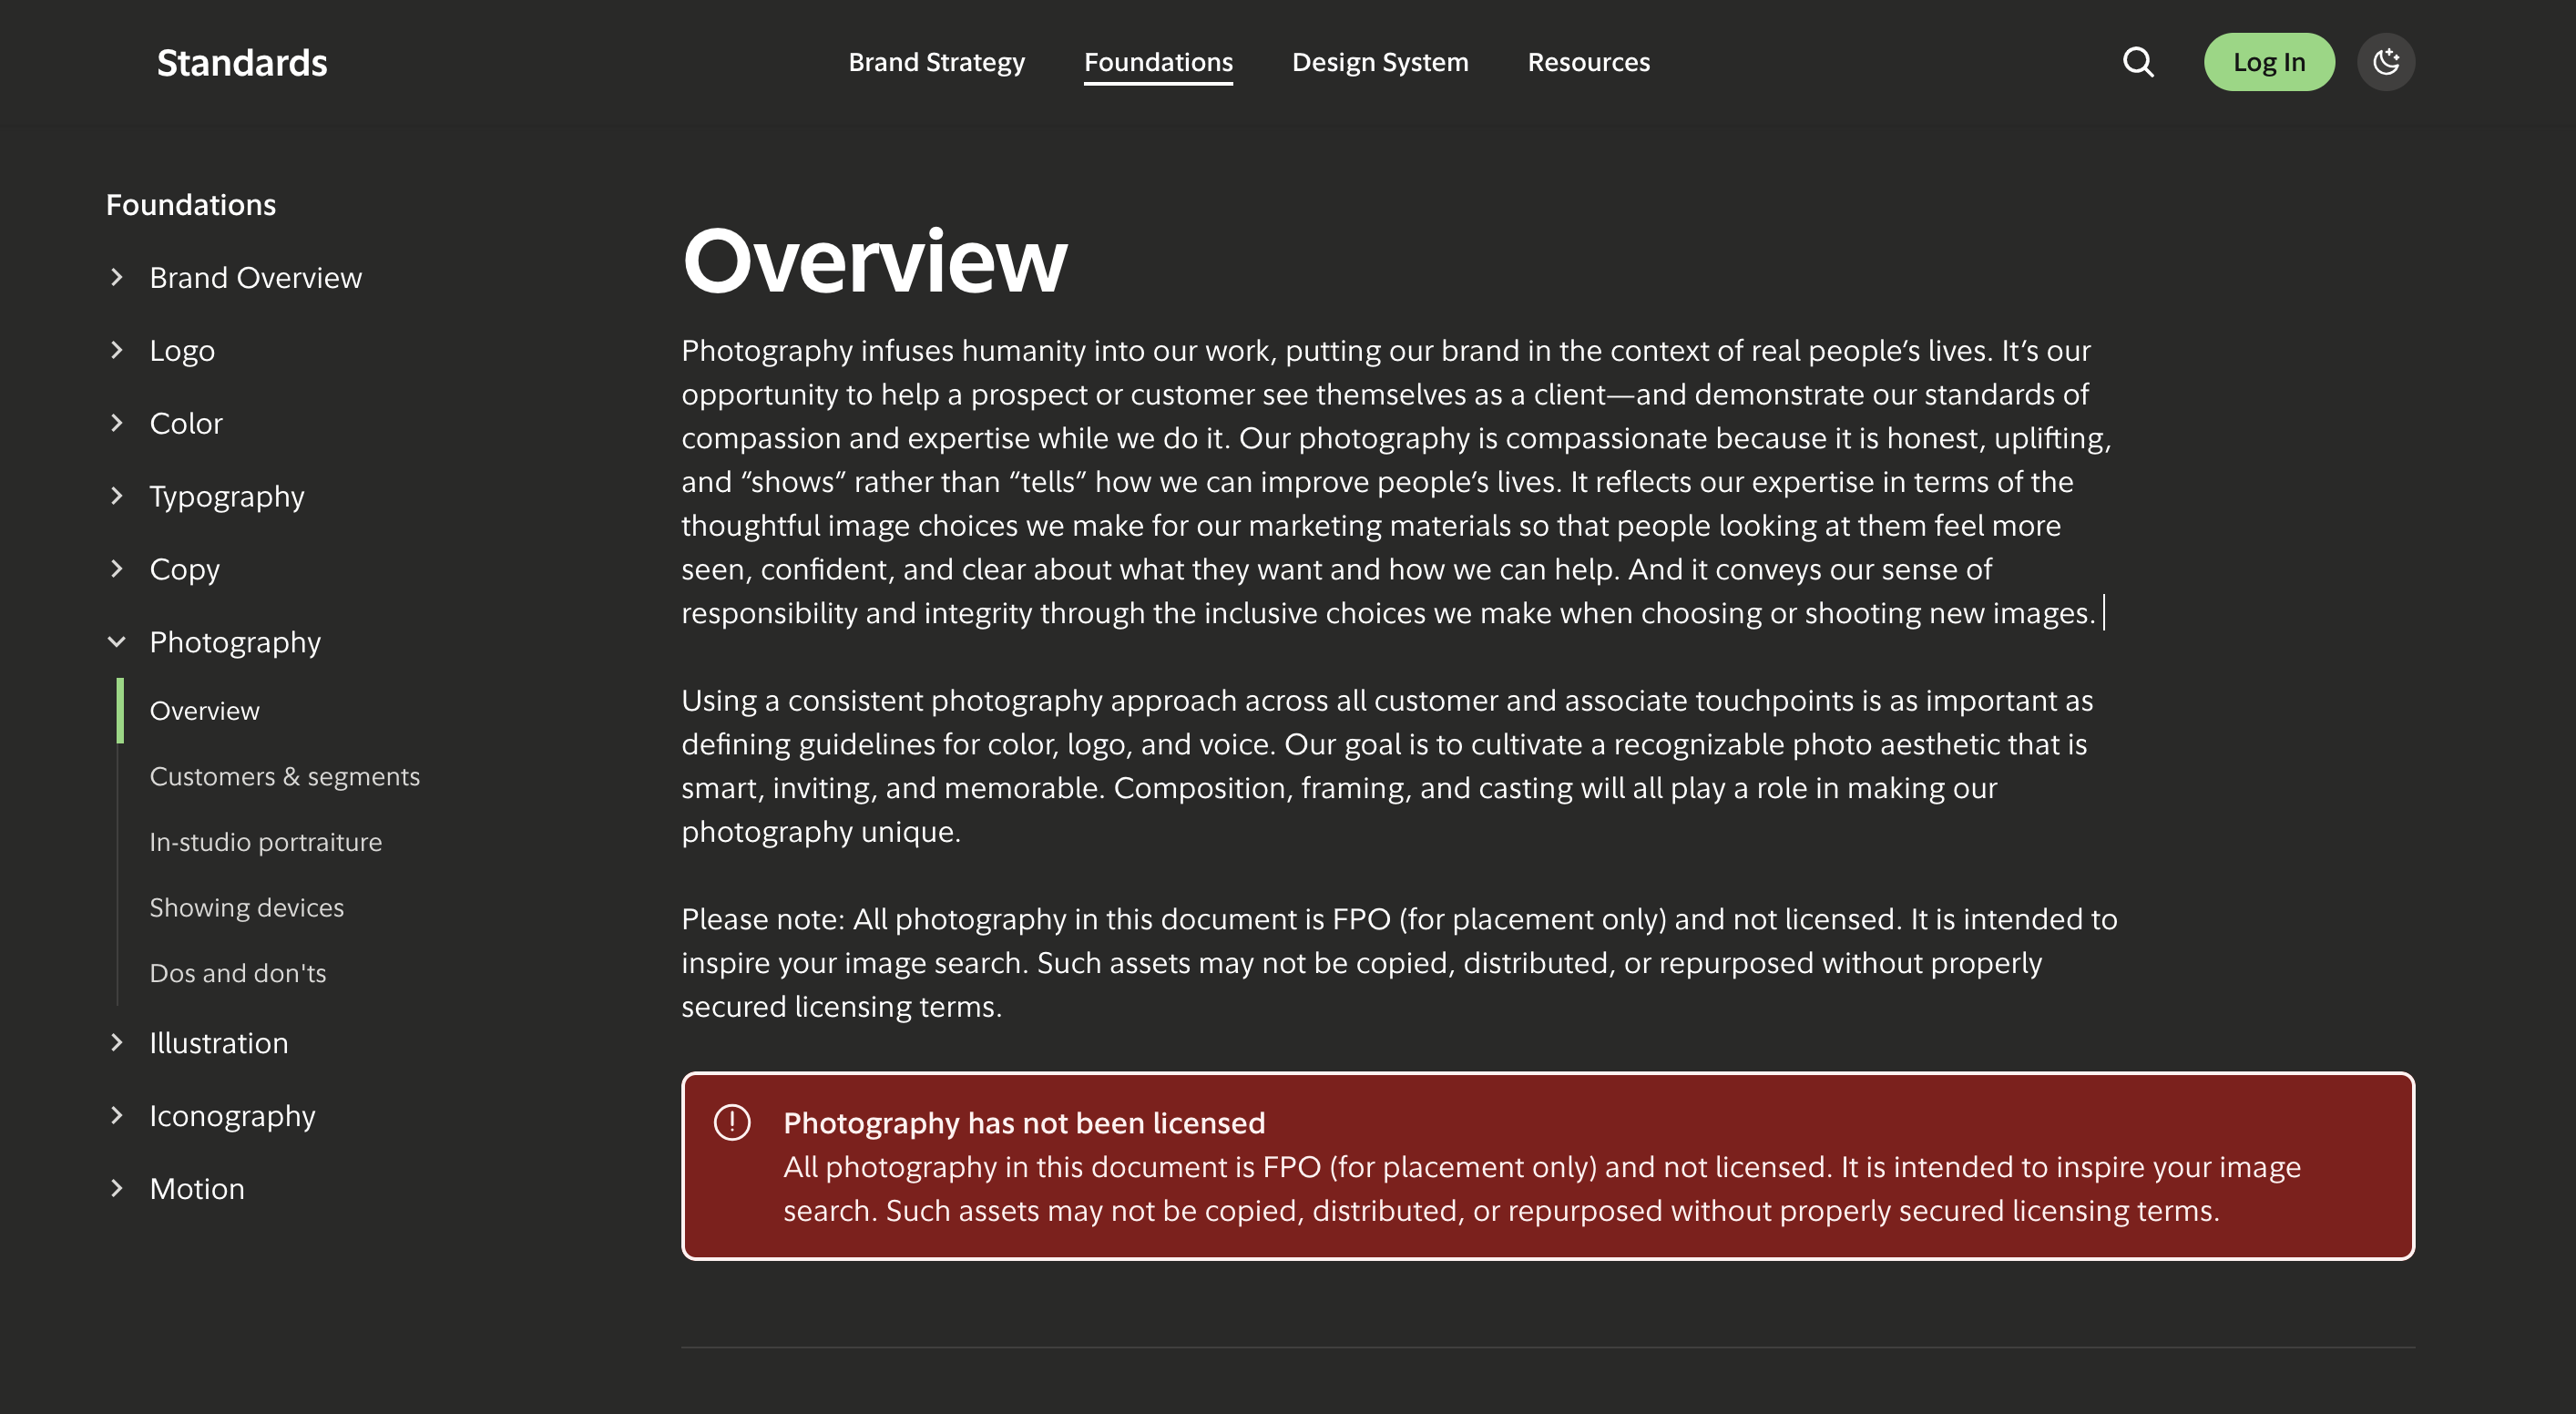 Standards
Brand Strategy
Foundations
Design System
Resources
Log In
Foundations
Brand Overview
Logo
Color
Typography
Copy
Photography
Overview
Customers & segments
In-studio portraiture
Showing devices
Dos and don'ts
Illustration
Iconography
Motion
Overview
Photography infuses humanity into our work, putting our brand in the context of real people’s lives. It’s our
opportunity to help a prospect or customer see themselves as a client—and demonstrate our standards of
compassion and expertise while we do it. Our photography is compassionate because it is honest, uplifting,
and “shows” rather than “tells” how we can improve people’s lives. It reflects our expertise in terms of the
thoughtful image choices we make for our marketing materials so that people looking at them feel more
seen, confident, and clear about what they want and how we can help. And it conveys our sense of
responsibility and integrity through the inclusive choices we make when choosing or shooting new images.
Using a consistent photography approach across all customer and associate touchpoints is as important as
defining guidelines for color, logo, and voice. Our goal is to cultivate a recognizable photo aesthetic that is
smart, inviting, and memorable. Composition, framing, and casting will all play a role in making our
photography unique.
Please note: All photography in this document is FPO (for placement only) and not licensed. It is intended to
inspire your image search. Such assets may not be copied, distributed, or repurposed without properly
secured licensing terms.
Photography has not been licensed
All photography in this document is FPO (for placement only) and not licensed. It is intended to inspire your image
search. Such assets may not be copied, distributed, or repurposed without properly secured licensing terms.